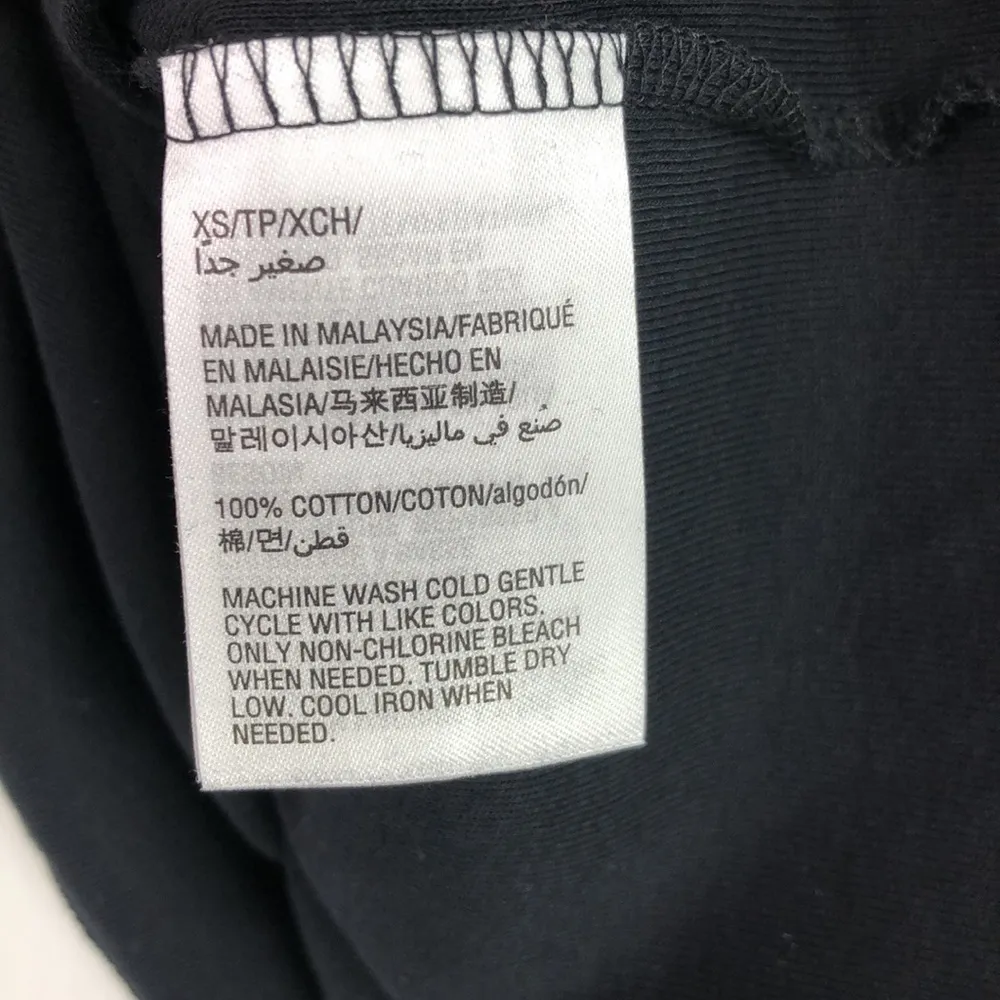 XS/TP/XCH/
صغير جداً
MADE IN MALAYSIA/FABRIQUÉ
EN MALAISIE/HECHO EN
MALASIA/马来西亚制造/
말레이시아산/صُنع في ماليزيا
100% COTTON/COTON/algodón/
棉/면/قطن
MACHINE WASH COLD GENTLE
CYCLE WITH LIKE COLORS.
ONLY NON-CHLORINE BLEACH
WHEN NEEDED. TUMBLE DRY
LOW. COOL IRON WHEN
NEEDED.